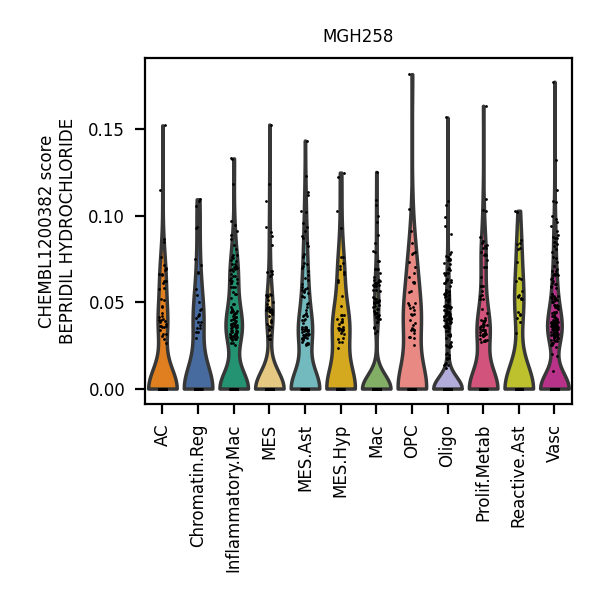 MGH258
CHEMBL1200382 score
BEPRIDIL HYDROCHLORIDE
0.15
0.10
0.05
0.00
AC
Chromatin.Reg
Inflammatory.Mac
MES
MES.Ast
MES.Hyp
Mac
OPC
Oligo
Prolif.Metab
Reactive.Ast
Vasc